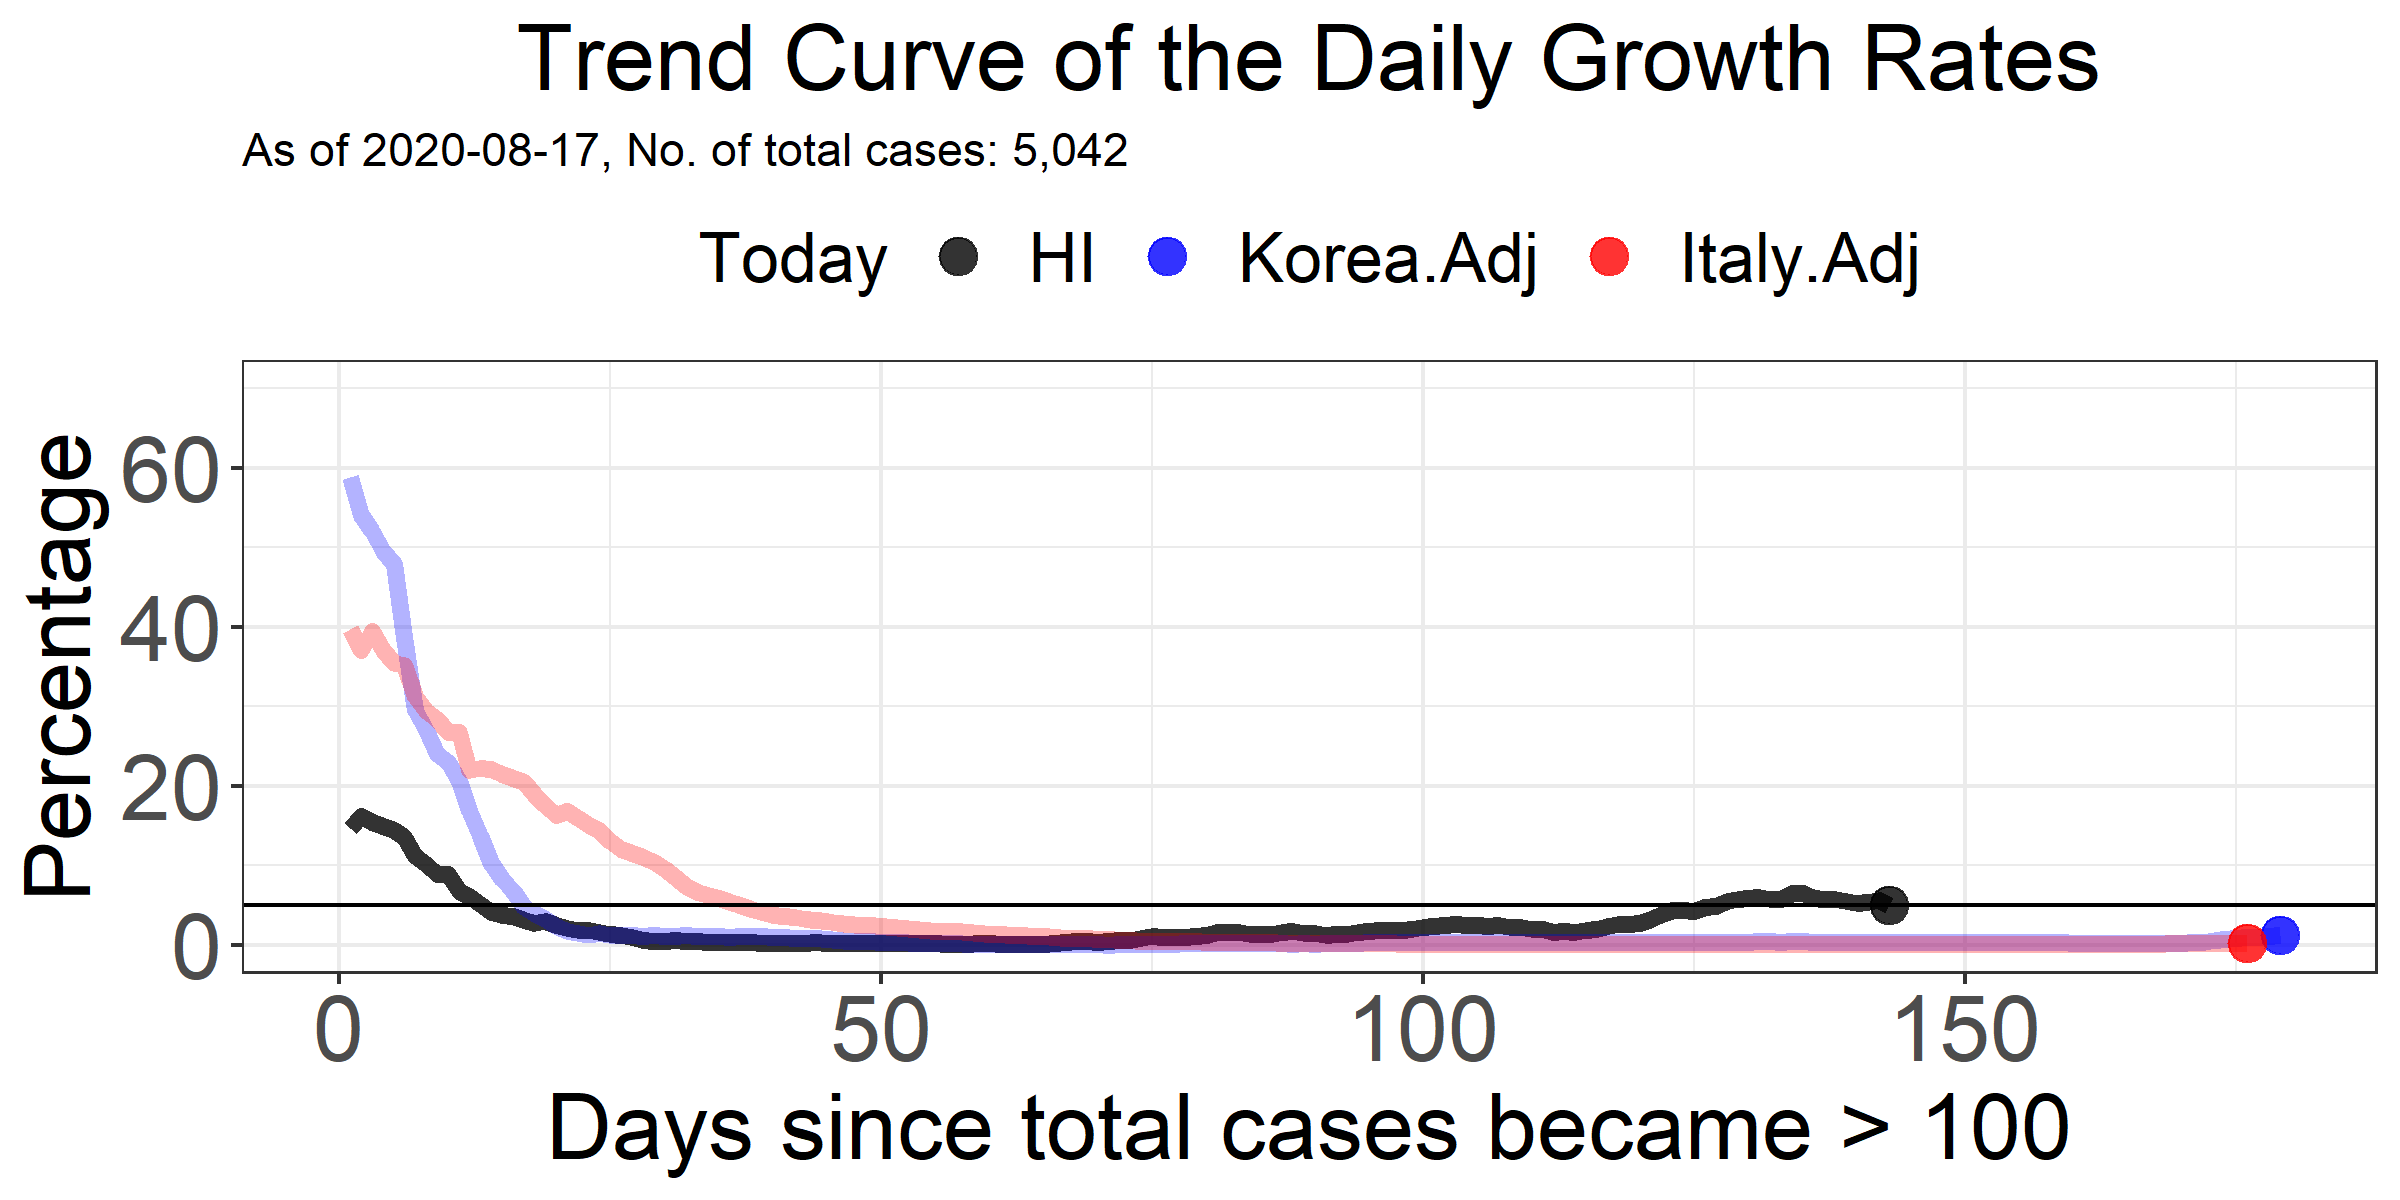 Trend Curve of the Daily Growth Rates
As of 2020-08-17, No. of total cases: 5,042
Today HI Korea.Adj Italy.Adj
Percentage
60
40
20
0
0 50 100 150
Days since total cases became > 100